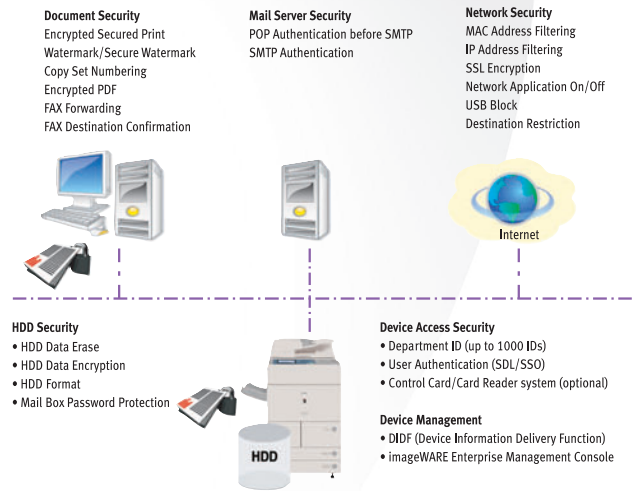 Document Security
Encrypted Secured Print
Watermark/Secure Watermark
Copy Set Numbering
Encrypted PDF
FAX Forwarding
FAX Destination Confirmation
Mail Server Security
POP Authentication before SMTP
SMTP Authentication
Network Security
MAC Address Filtering
IP Address Filtering
SSL Encryption
Network Application On/Off
USB Block
Destination Restriction
Internet
HDD Security
• HDD Data Erase
• HDD Data Encryption
• HDD Format
• Mail Box Password Protection
HDD
Device Access Security
• Department ID (up to 1000 IDs)
• User Authentication (SDL/SSO)
• Control Card/Card Reader system (optional)
Device Management
• DIDF (Device Information Delivery Function)
• imageWARE Enterprise Management Console